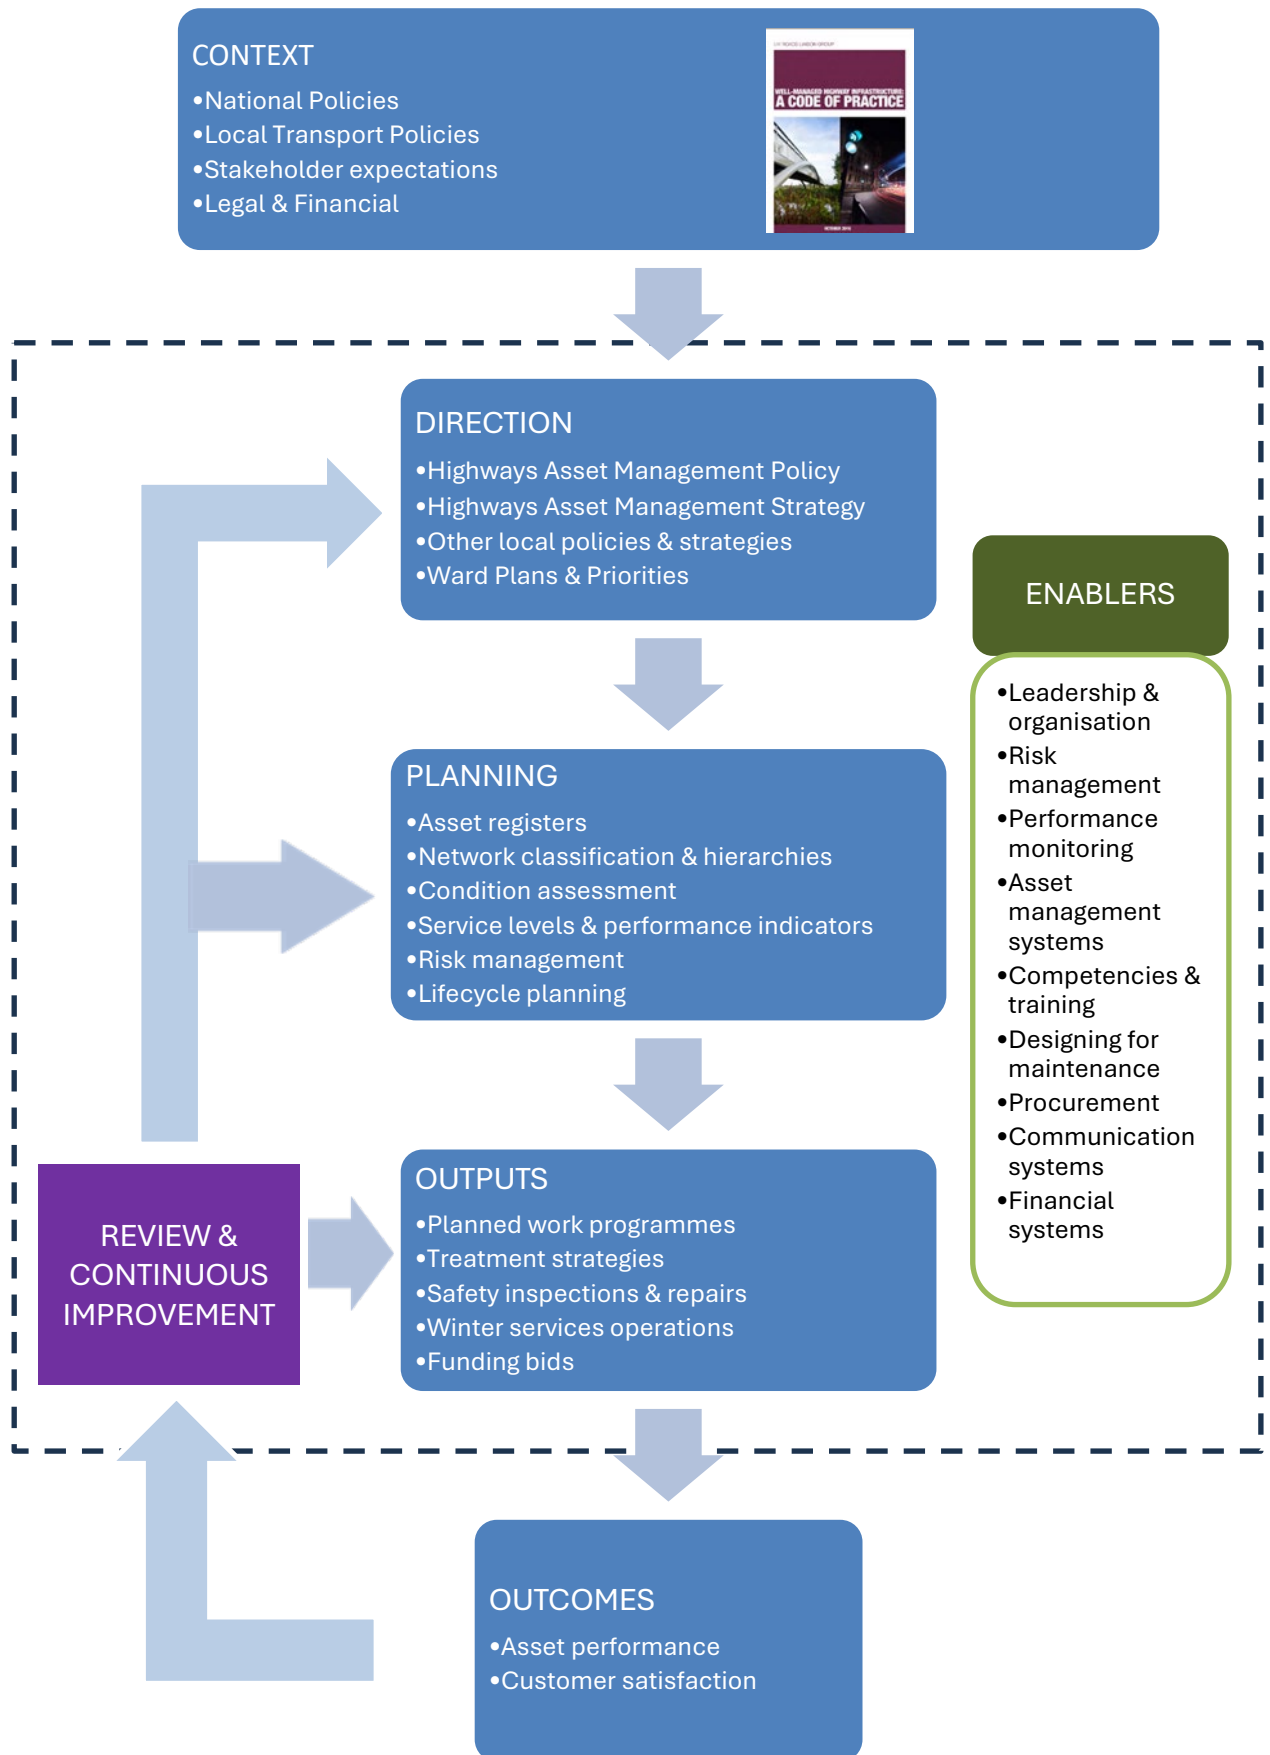 CONTEXT
•National Policies
•Local Transport Policies
•Stakeholder expectations
•Legal & Financial
WELL-MANAGED HIGHWAY INFRASTRUCTURE:
A CODE OF PRACTICE
DIRECTION
•Highways Asset Management Policy
•Highways Asset Management Strategy
•Other local policies & strategies
•Ward Plans & Priorities
ENABLERS
•Leadership &
organisation
•Risk
management
•Performance
monitoring
•Asset
management
systems
•Competencies &
training
•Designing for
maintenance
•Procurement
•Communication
systems
•Financial
systems
PLANNING
•Asset registers
•Network classification & hierarchies
•Condition assessment
•Service levels & performance indicators
•Risk management
•Lifecycle planning
REVIEW &
CONTINUOUS
IMPROVEMENT
OUTPUTS
•Planned work programmes
•Treatment strategies
•Safety inspections & repairs
•Winter services operations
•Funding bids
OUTCOMES
•Asset performance
•Customer satisfaction